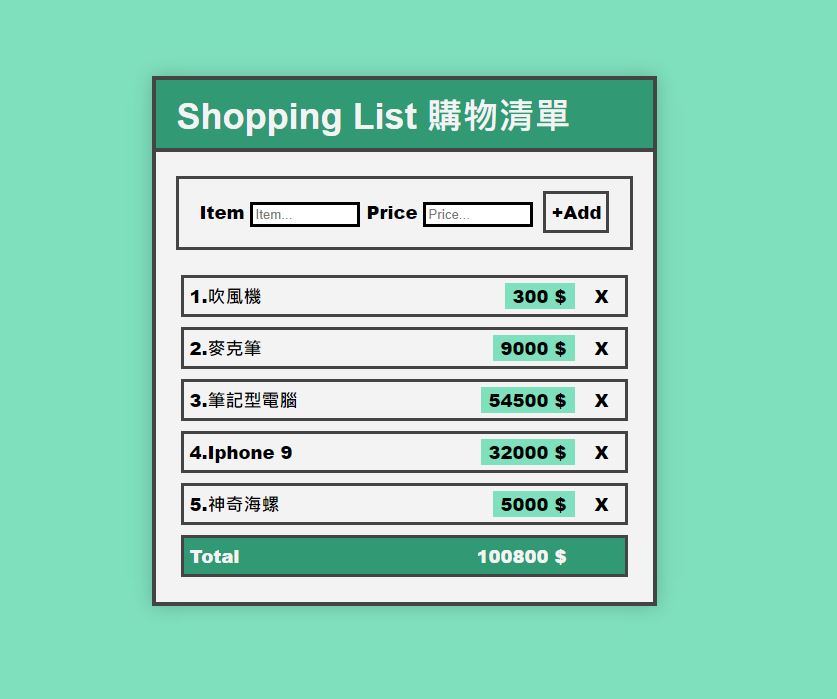 Shopping List 購物清單
Item Item... Price Price... +Add
1.吹風機 300 $ X
2.麥克筆 9000 $ X
3.筆記型電腦 54500 $ X
4.Iphone 9 32000 $ X
5.神奇海螺 5000 $ X
Total 100800 $